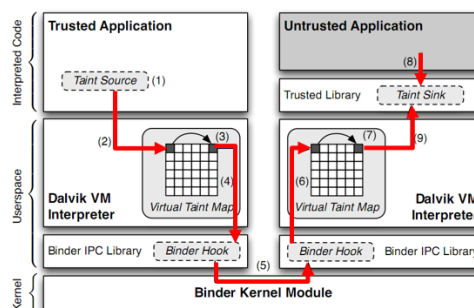 Interpreted Code
Trusted Application
Taint Source
(1)
Untrusted Application
(8)
Trusted Library
Taint Sink
Userspace
(2)
(3)
(4)
Virtual Taint Map
Dalvik VM
Interpreter
(7)
(9)
(6)
Virtual Taint Map
Dalvik VM
Interpreter
Binder IPC Library
Binder Hook
(5)
Binder Hook
Binder IPC Library
Kernel
Binder Kernel Module